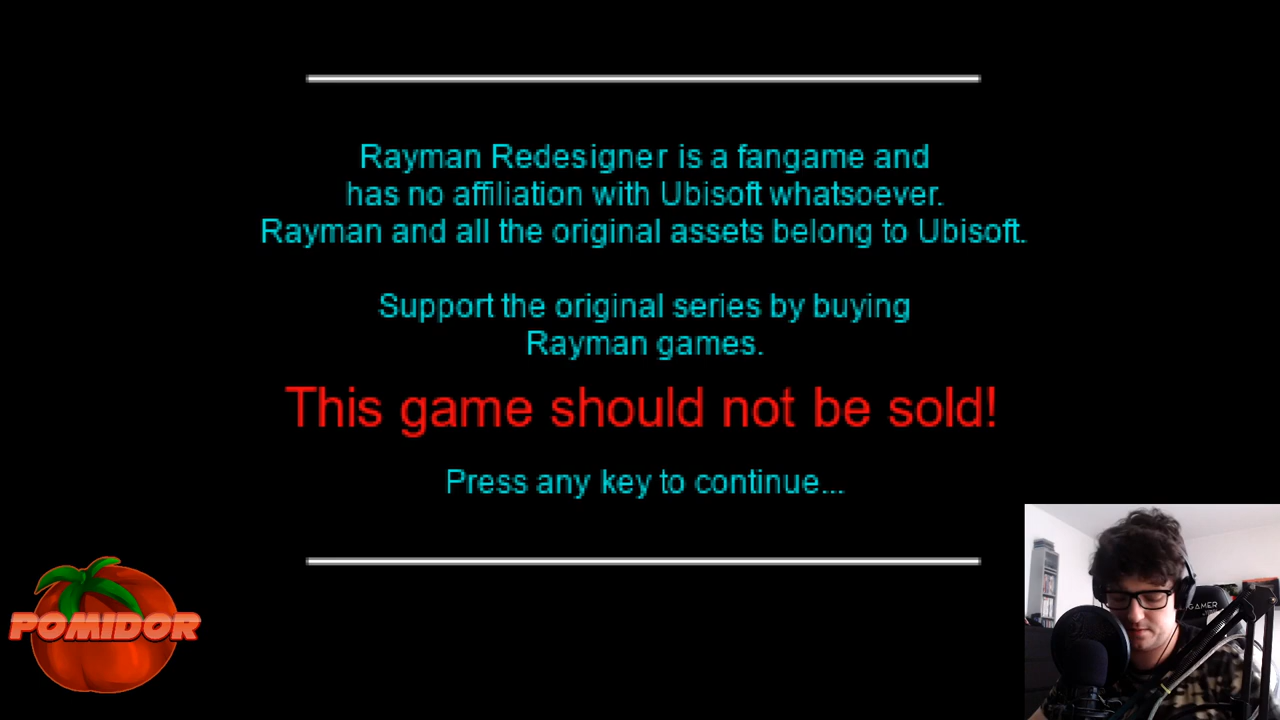 Rayman Redesigner is a fangame and
has no affiliation with Ubisoft whatsoever.
Rayman and all the original assets belong to Ubisoft.
Support the original series by buying
Rayman games.
This game should not be sold!
Press any key to continue...
POMIDOR
GAMER